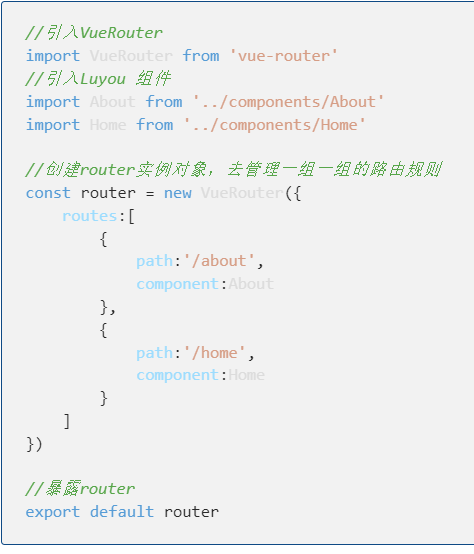 //引入VueRouter
import VueRouter from 'vue-router'
//引入Luyou 组件
import About from '../components/About'
import Home from '../components/Home'
//创建router实例对象，去管理一组一组的路由规则
const router = new VueRouter({
    routes:[
        {
            path:'/about',
            component:About
        },
        {
            path:'/home',
            component:Home
        }
    ]
})
//暴露router
export default router